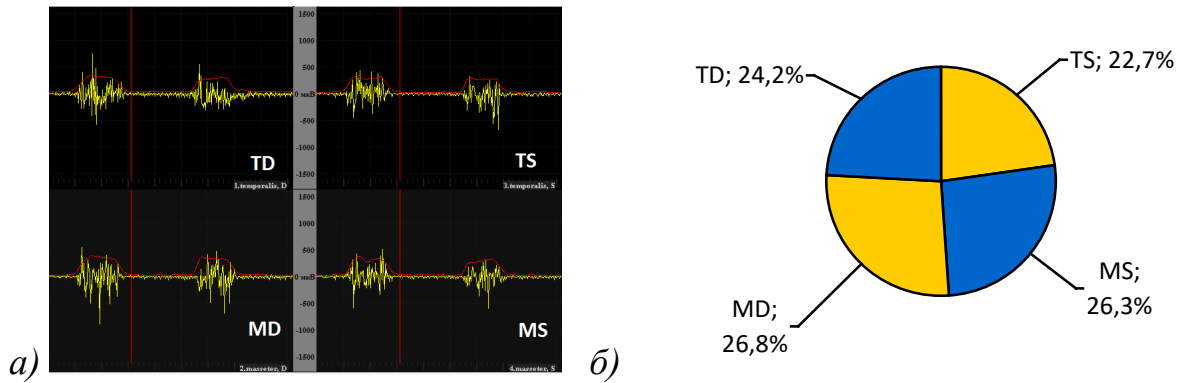 1500
1000
500
0 мкВ
-500
-1000
-1500
TD
TS
1.temporalis, D
3.temporalis, S
1500
1000
500
0 мкВ
-500
-1000
-1500
MD
MS
2.masseter, D
4.masseter, S
а)
TD; 24,2%
TS; 22,7%
MD;
26,8%
MS;
26,3%
б)